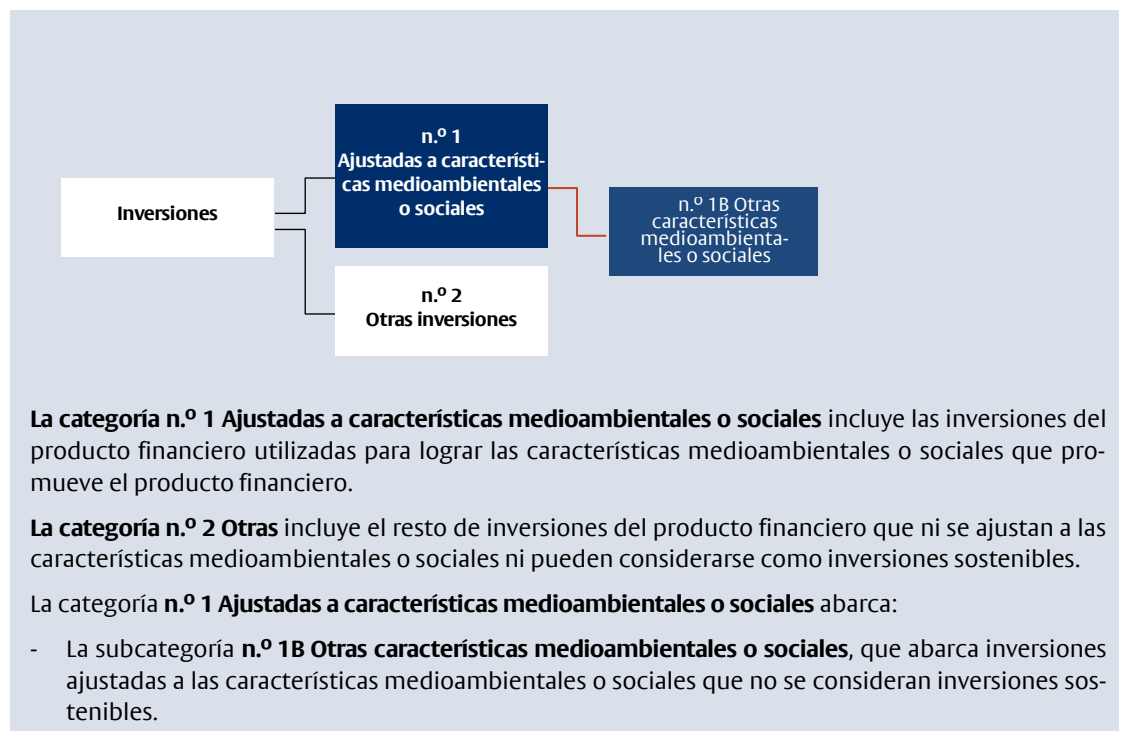 n.º 1
Ajustadas a característi-
cas medioambientales
o sociales
Inversiones
n.º 1B Otras
características
medioambienta-
les o sociales
n.º 2
Otras inversiones
La categoría n.º 1 Ajustadas a características medioambientales o sociales incluye las inversiones del
producto financiero utilizadas para lograr las características medioambientales o sociales que pro-
mueve el producto financiero.
La categoría n.º 2 Otras incluye el resto de inversiones del producto financiero que ni se ajustan a las
características medioambientales o sociales ni pueden considerarse como inversiones sostenibles.
La categoría n.º 1 Ajustadas a características medioambientales o sociales abarca:
- La subcategoría n.º 1B Otras características medioambientales o sociales, que abarca inversiones
ajustadas a las características medioambientales o sociales que no se consideran inversiones sos-
tenibles.